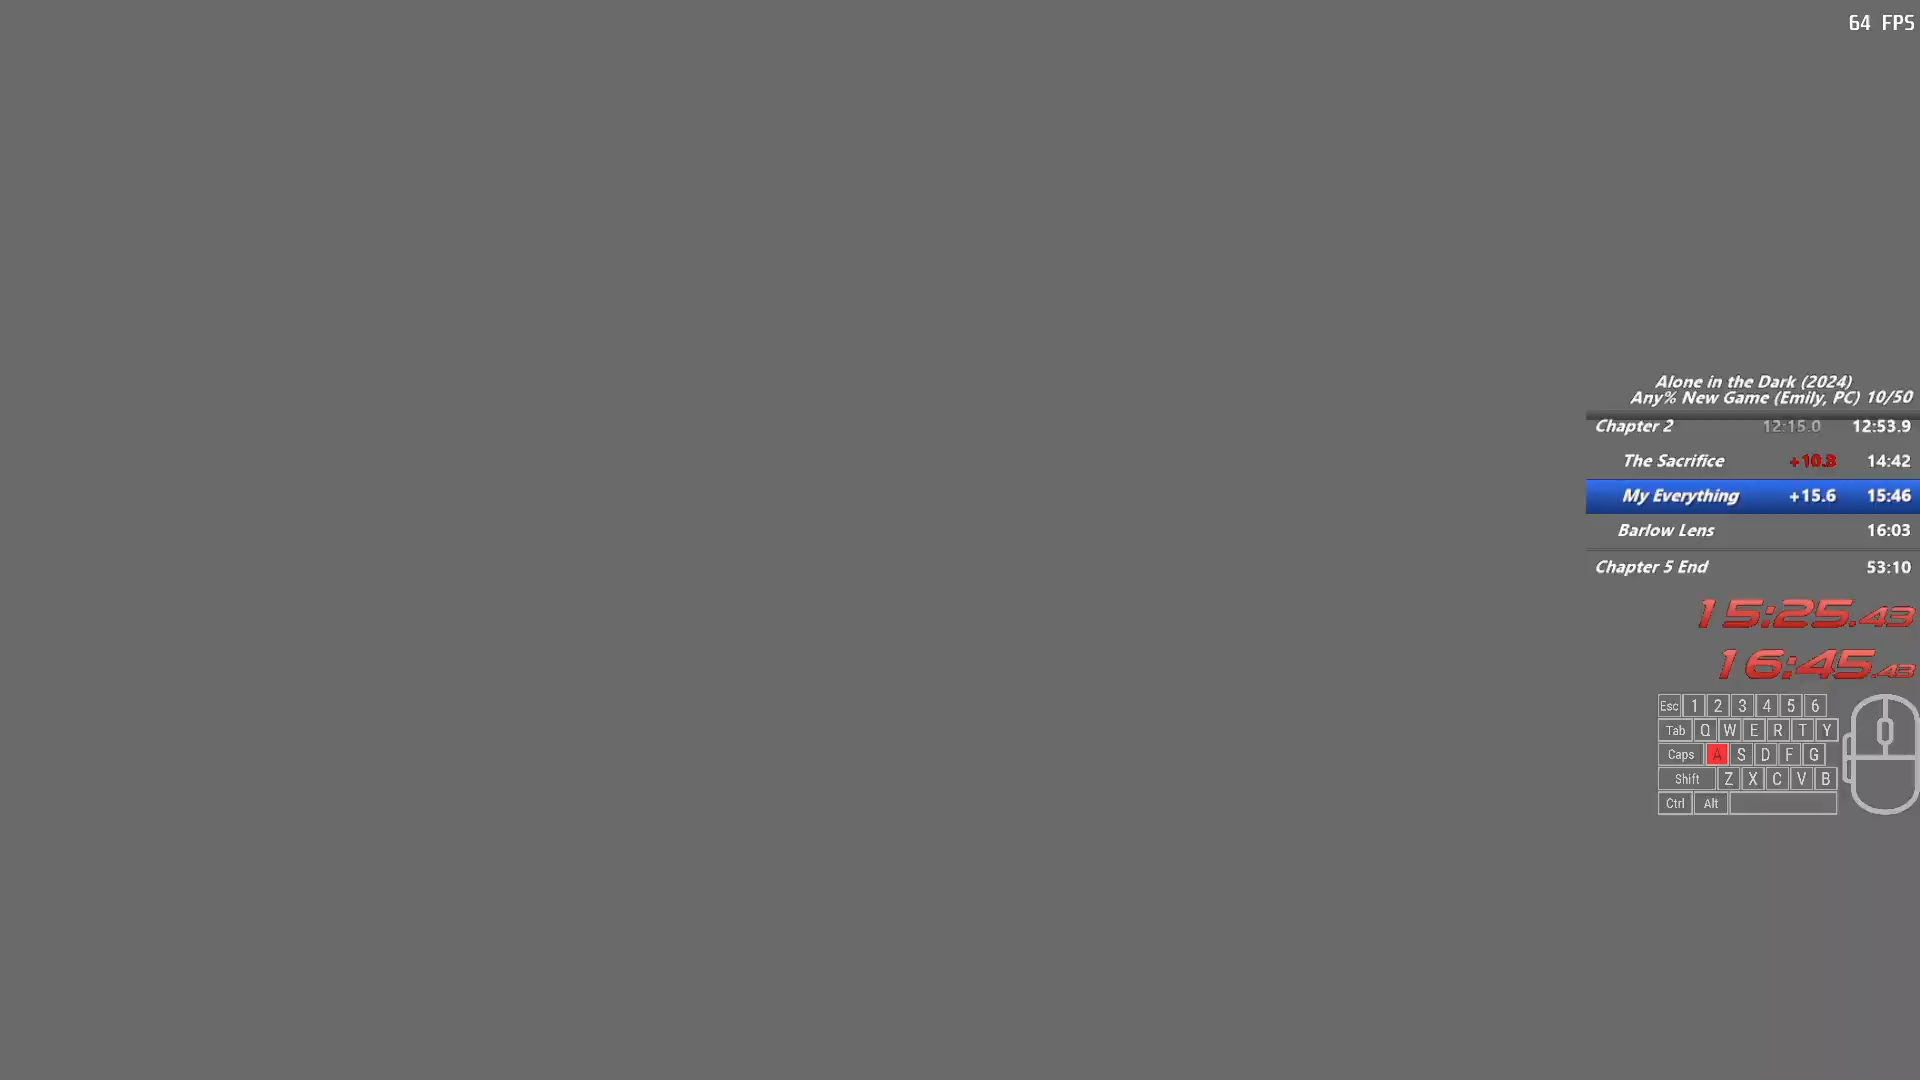 64 FPS
Alone in the Dark (2024)
Any% New Game (Emily, PC) 10/50
Chapter 2 12:15.0 12:53.9
The Sacrifice +10.3 14:42
My Everything +15.6 15:46
Barlow Lens 16:03
Chapter 5 End 53:10
15:25.43
16:45.43
Esc 1 2 3 4 5 6
Tab Q W E R T Y
Caps A S D F G
Shift Z X C V B
Ctrl Alt